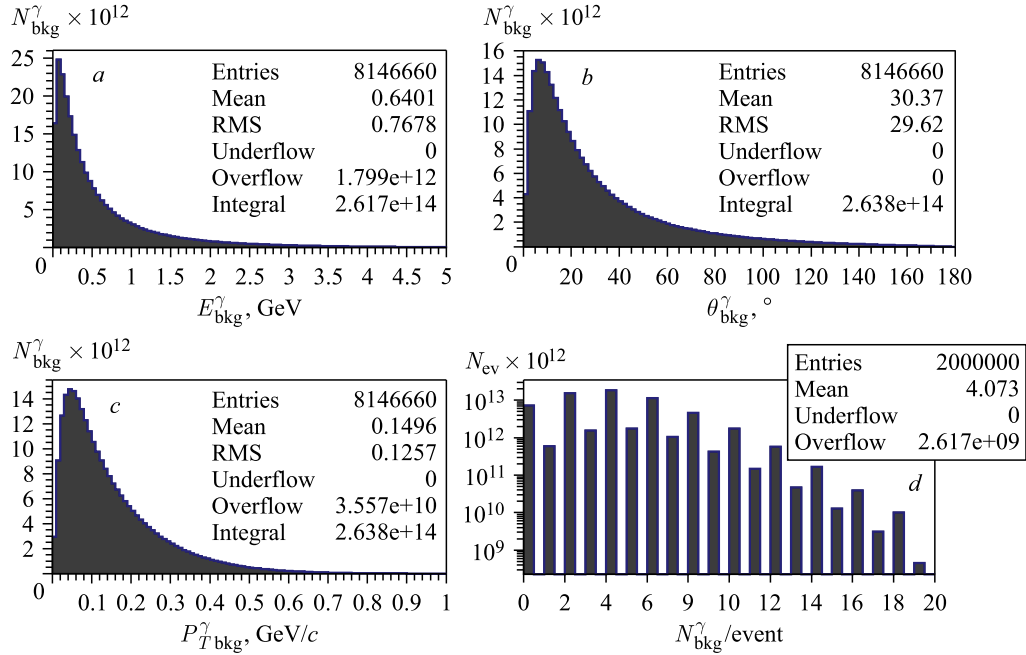 N^γ_bkg × 10^12
25
20
15
10
5
0
a
Entries 8146660
Mean 0.6401
RMS 0.7678
Underflow 0
Overflow 1.799e+12
Integral 2.617e+14
0.5 1 1.5 2 2.5 3 3.5 4 4.5 5
E^γ_bkg, GeV
N^γ_bkg × 10^12
16
14
12
10
8
6
4
2
0
b
Entries 8146660
Mean 30.37
RMS 29.62
Underflow 0
Overflow 0
Integral 2.638e+14
20 40 60 80 100 120 140 160 180
θ^γ_bkg, °
N^γ_bkg × 10^12
14
12
10
8
6
4
2
0
c
Entries 8146660
Mean 0.1496
RMS 0.1257
Underflow 0
Overflow 3.557e+10
Integral 2.638e+14
0.1 0.2 0.3 0.4 0.5 0.6 0.7 0.8 0.9 1
P^γ_T bkg, GeV/c
N_ev × 10^12
10^13
10^12
10^11
10^10
10^9
Entries 2000000
Mean 4.073
Underflow 0
Overflow 2.617e+09
d
0 2 4 6 8 10 12 14 16 18 20
N^γ_bkg/event